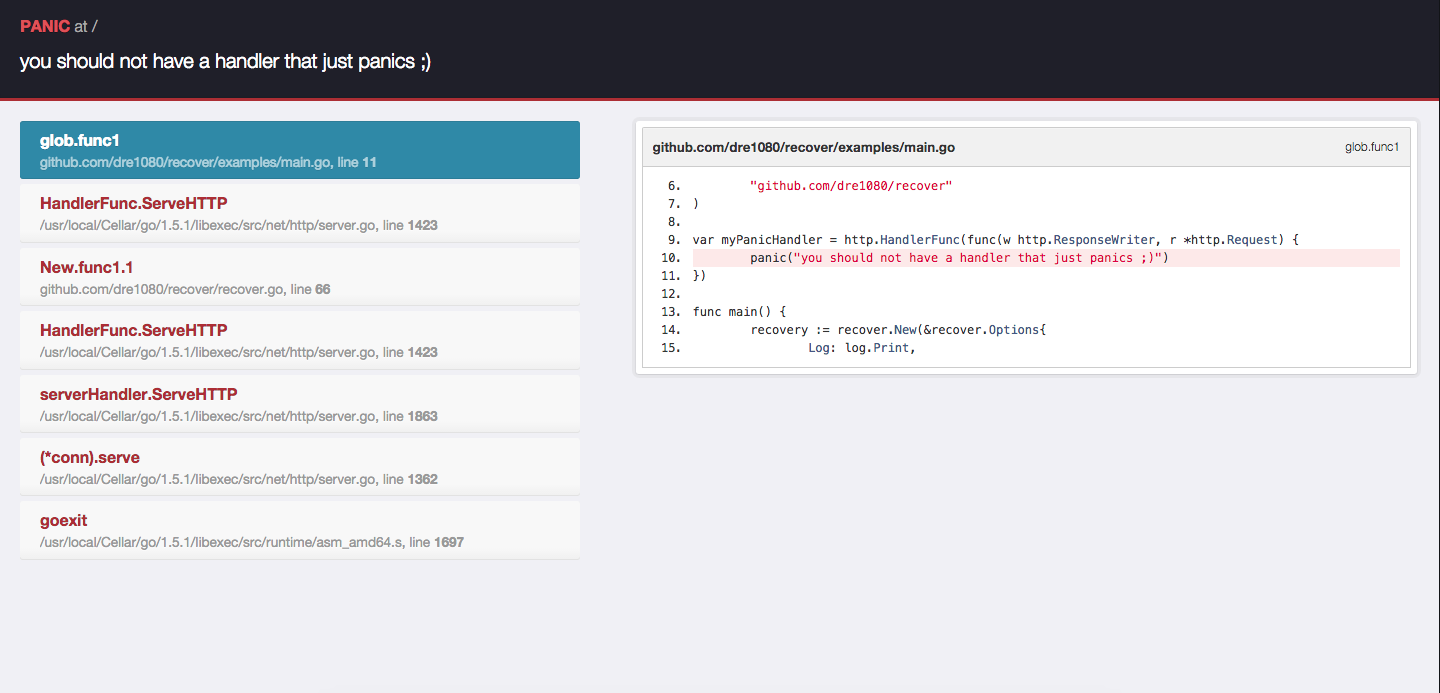 PANIC at /
you should not have a handler that just panics ;)
glob.func1
github.com/dre1080/recover/examples/main.go, line 11
HandlerFunc.ServeHTTP
/usr/local/Cellar/go/1.5.1/libexec/src/net/http/server.go, line 1423
New.func1.1
github.com/dre1080/recover/recover.go, line 66
HandlerFunc.ServeHTTP
/usr/local/Cellar/go/1.5.1/libexec/src/net/http/server.go, line 1423
serverHandler.ServeHTTP
/usr/local/Cellar/go/1.5.1/libexec/src/net/http/server.go, line 1863
(*conn).serve
/usr/local/Cellar/go/1.5.1/libexec/src/net/http/server.go, line 1362
goexit
/usr/local/Cellar/go/1.5.1/libexec/src/runtime/asm_amd64.s, line 1697
github.com/dre1080/recover/examples/main.go glob.func1
6. "github.com/dre1080/recover"
7. )
8.
9. var myPanicHandler = http.HandlerFunc(func(w http.ResponseWriter, r *http.Request) {
10. panic("you should not have a handler that just panics ;)")
11. })
12.
13. func main() {
14. recovery := recover.New(&recover.Options{
15. Log: log.Print,